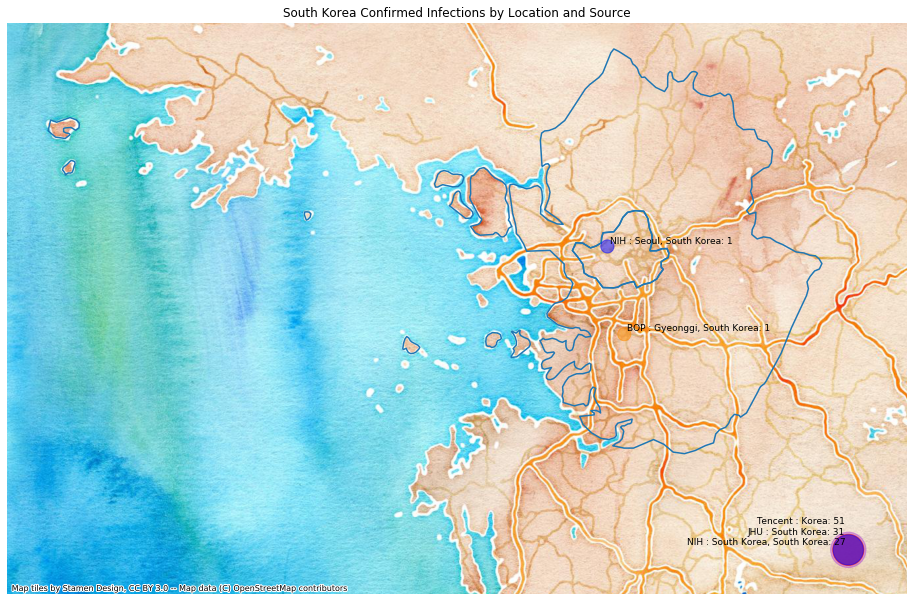 South Korea Confirmed Infections by Location and Source
NIH : Seoul, South Korea: 1
BOP : Gyeonggi, South Korea: 1
Tencent : Korea: 51
JHU : South Korea: 31
NIH : South Korea, South Korea: 27
Map tiles by Stamen Design, CC BY 3.0 -- Map data (C) OpenStreetMap contributors